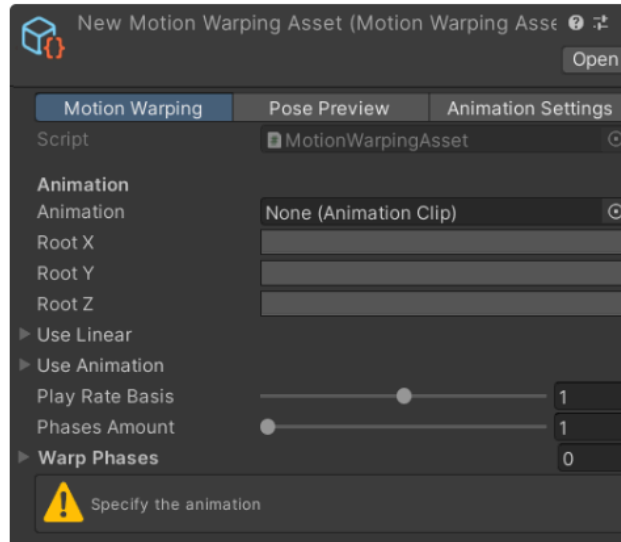 New Motion Warping Asset (Motion Warping Asse
Open
Motion Warping Pose Preview Animation Settings
Script MotionWarpingAsset
Animation
Animation None (Animation Clip)
Root X
Root Y
Root Z
Use Linear
Use Animation
Play Rate Basis 1
Phases Amount 1
Warp Phases 0
Specify the animation